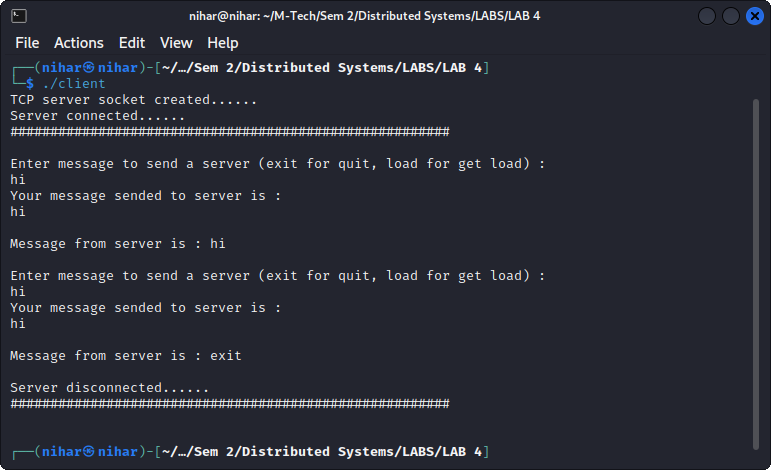 nihar@nihar: ~/M-Tech/Sem 2/Distributed Systems/LABS/LAB 4
File Actions Edit View Help
┌──(nihar㉿nihar)-[~/…/Sem 2/Distributed Systems/LABS/LAB 4]
└─$ ./client
TCP server socket created......
Server connected......
#######################################################
Enter message to send a server (exit for quit, load for get load) :
hi
Your message sended to server is :
hi
Message from server is : hi
Enter message to send a server (exit for quit, load for get load) :
hi
Your message sended to server is :
hi
Message from server is : exit
Server disconnected......
#######################################################
┌──(nihar㉿nihar)-[~/…/Sem 2/Distributed Systems/LABS/LAB 4]